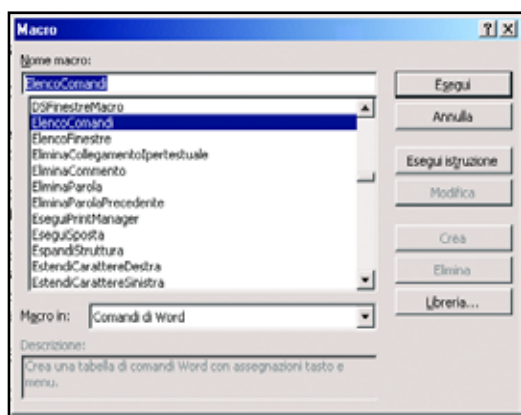 Macro
Nome macro:
ElencoComandi
Esegui
DSFinestreMacro
ElencoComandi
Annulla
ElencoFinestre
EliminaCollegamentoIpertestuale
Esegui istruzione
EliminaCommento
EliminaParola
Modifica
EliminaParolaPrecedente
EseguiPrintManager
EseguiSposta
Crea
EspandiStruttura
EstendiCarattereDestra
Elimina
EstendiCarattereSinistra
Libreria...
Macro in: Comandi di Word
Descrizione:
Crea una tabella di comandi Word con assegnazioni tasto e
menu.